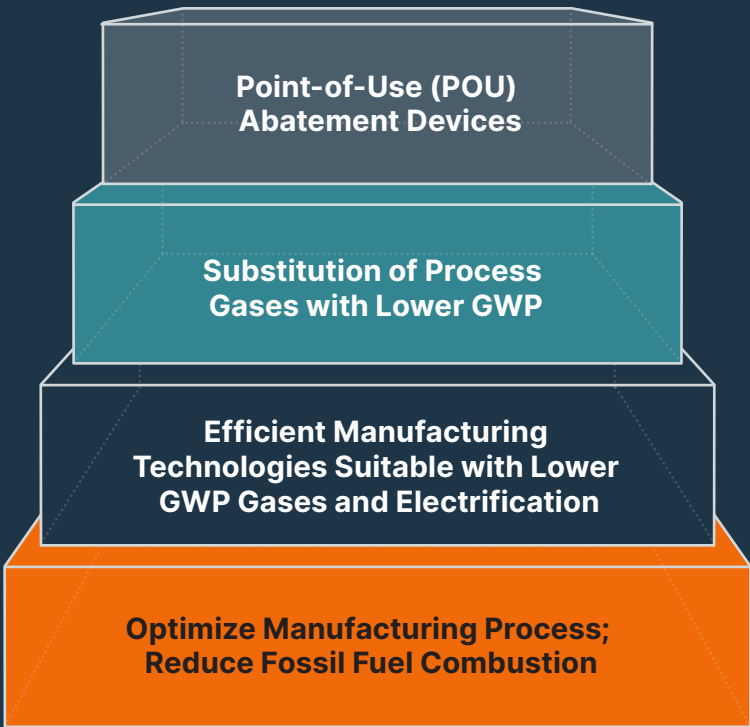 Point-of-Use (POU)
Abatement Devices
Substitution of Process
Gases with Lower GWP
Efficient Manufacturing
Technologies Suitable with Lower
GWP Gases and Electrification
Optimize Manufacturing Process;
Reduce Fossil Fuel Combustion